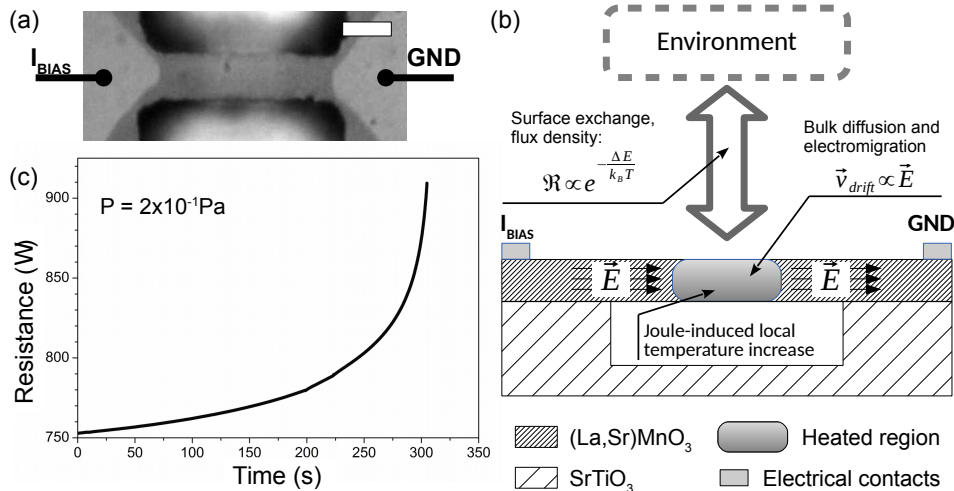 (a)
I_BIAS
GND
(b)
Environment
Surface exchange,
flux density:
ℜ ∝ e^{-ΔE/k_B T}
Bulk diffusion and
electromigration
v⃗_drift ∝ E⃗
I_BIAS
GND
E⃗
E⃗
Joule-induced local
temperature increase
(La,Sr)MnO₃
Heated region
SrTiO₃
Electrical contacts
(c)
P = 2x10⁻¹Pa
Resistance (W)
900
850
800
750
0 50 100 150 200 250 300 350
Time (s)